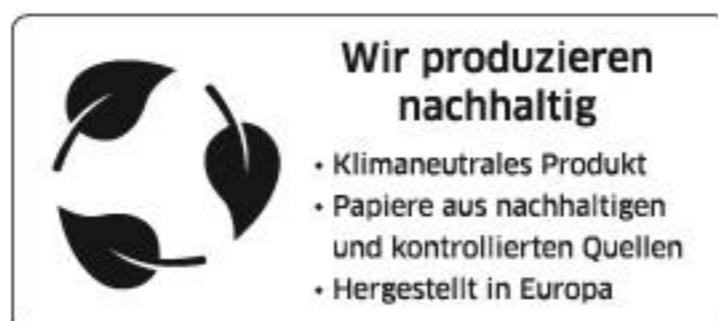 Wir produzieren
nachhaltig
• Klimaneutrales Produkt
• Papiere aus nachhaltigen
und kontrollierten Quellen
• Hergestellt in Europa